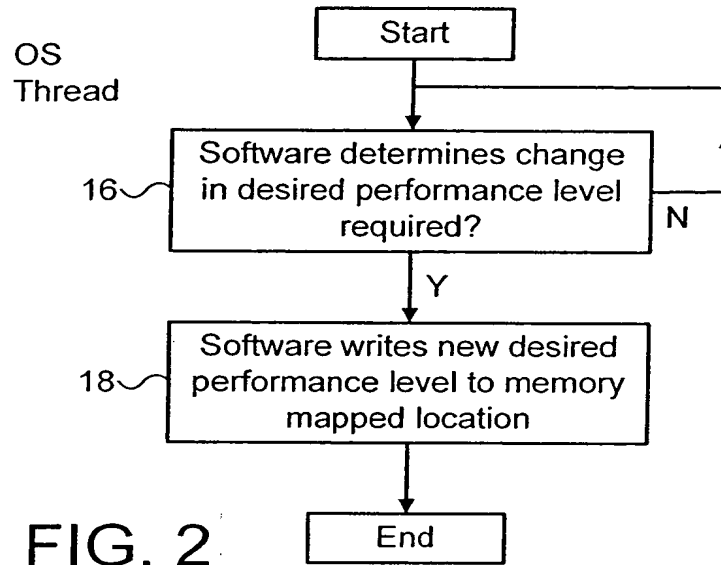 Start
OS
Thread
Software determines change
in desired performance level
required?
16
N
Y
Software writes new desired
performance level to memory
mapped location
18
End
FIG. 2